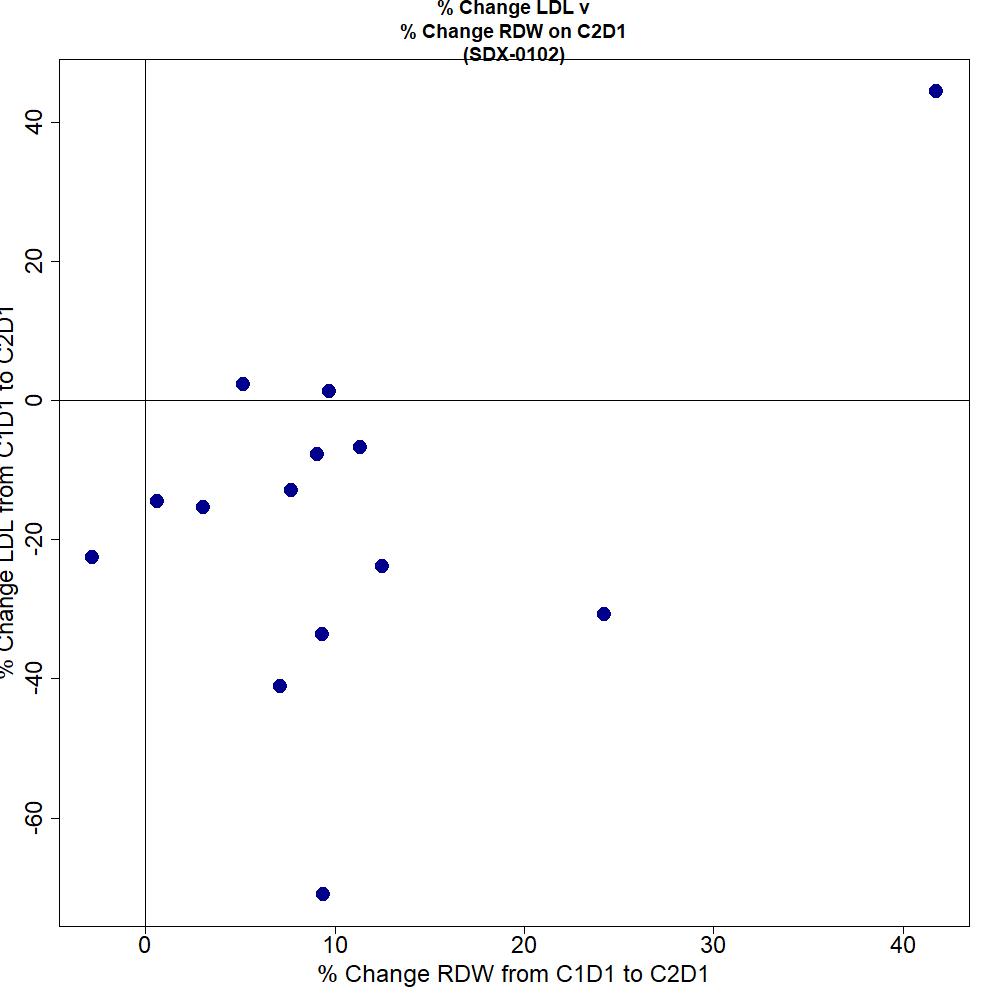 % Change LDL v
% Change RDW on C2D1
(SDX-0102)
% Change LDL from C1D1 to C2D1
40
20
0
-20
-40
-60
0
10
20
30
40
% Change RDW from C1D1 to C2D1